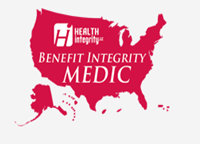 HEALTH
integrity LLC
BENEFIT INTEGRITY
MEDIC